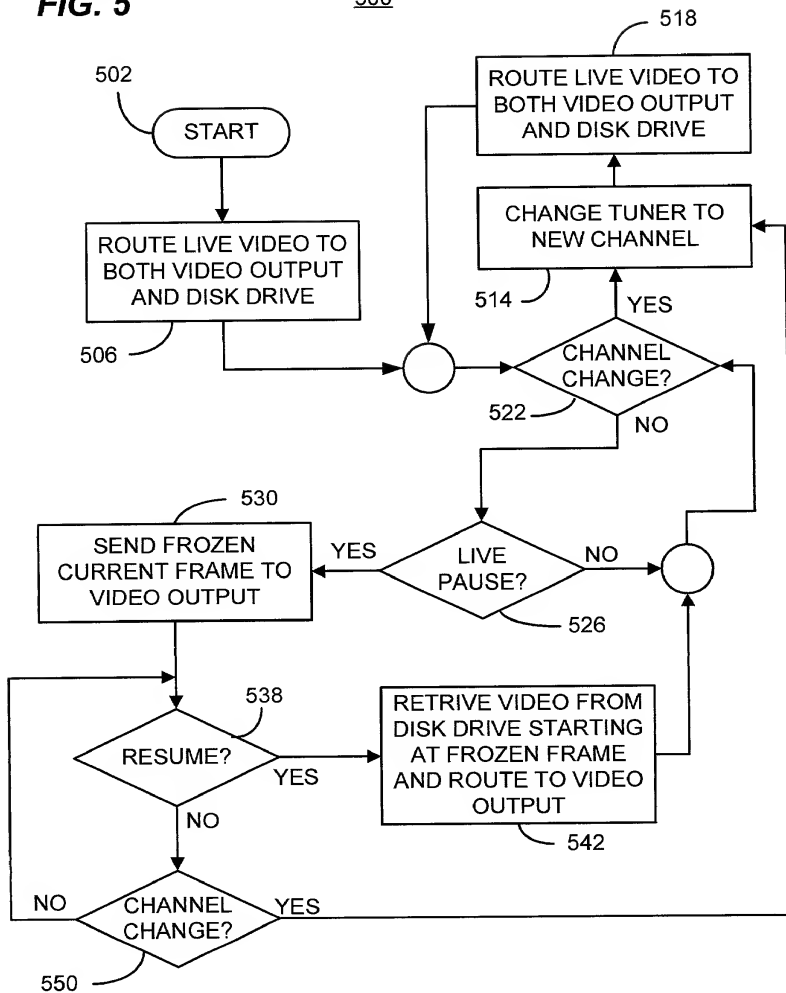 FIG. 5
500
518
ROUTE LIVE VIDEO TO
BOTH VIDEO OUTPUT
AND DISK DRIVE
502
START
CHANGE TUNER TO
NEW CHANNEL
514
YES
ROUTE LIVE VIDEO TO
BOTH VIDEO OUTPUT
AND DISK DRIVE
506
CHANNEL
CHANGE?
522
NO
530
SEND FROZEN
CURRENT FRAME TO
VIDEO OUTPUT
YES
LIVE
PAUSE?
NO
526
538
RESUME?
YES
NO
RETRIVE VIDEO FROM
DISK DRIVE STARTING
AT FROZEN FRAME
AND ROUTE TO VIDEO
OUTPUT
542
NO
CHANNEL
CHANGE?
YES
550